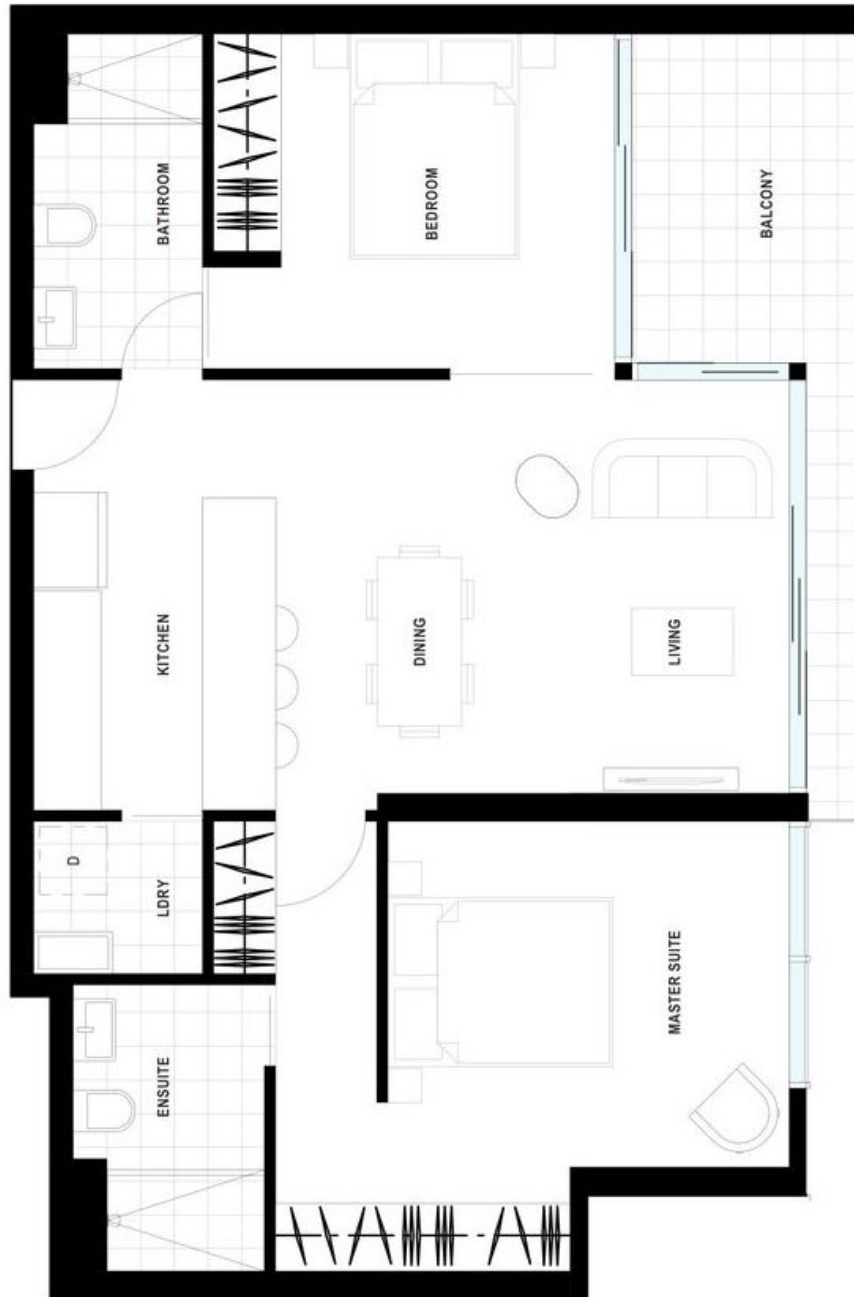 BATHROOM
BEDROOM
BALCONY
KITCHEN
DINING
LIVING
D
LDRY
MASTER SUITE
ENSUITE